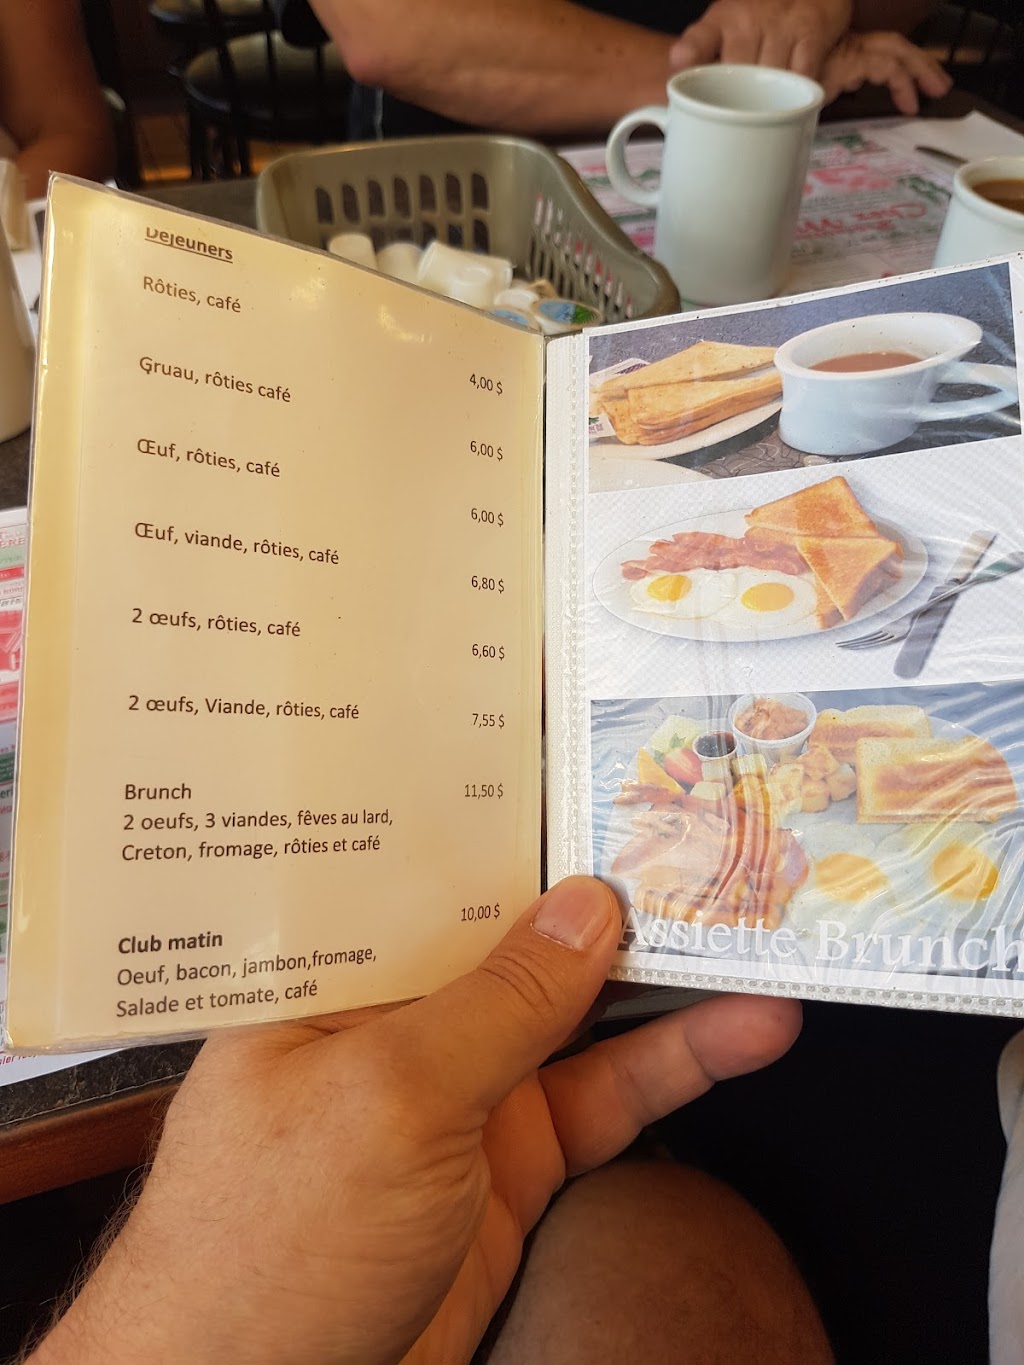 Déjeuners
Rôties, café
4,00 $
Gruau, rôties café
6,00 $
Œuf, rôties, café
6,00 $
Œuf, viande, rôties, café
6,80 $
2 œufs, rôties, café
6,60 $
2 œufs, Viande, rôties, café
7,55 $
Brunch 11,50 $
2 oeufs, 3 viandes, fêves au lard,
Creton, fromage, rôties et café
10,00 $
Club matin
Oeuf, bacon, jambon,fromage,
Salade et tomate, café
Assiette Brunch
Chez